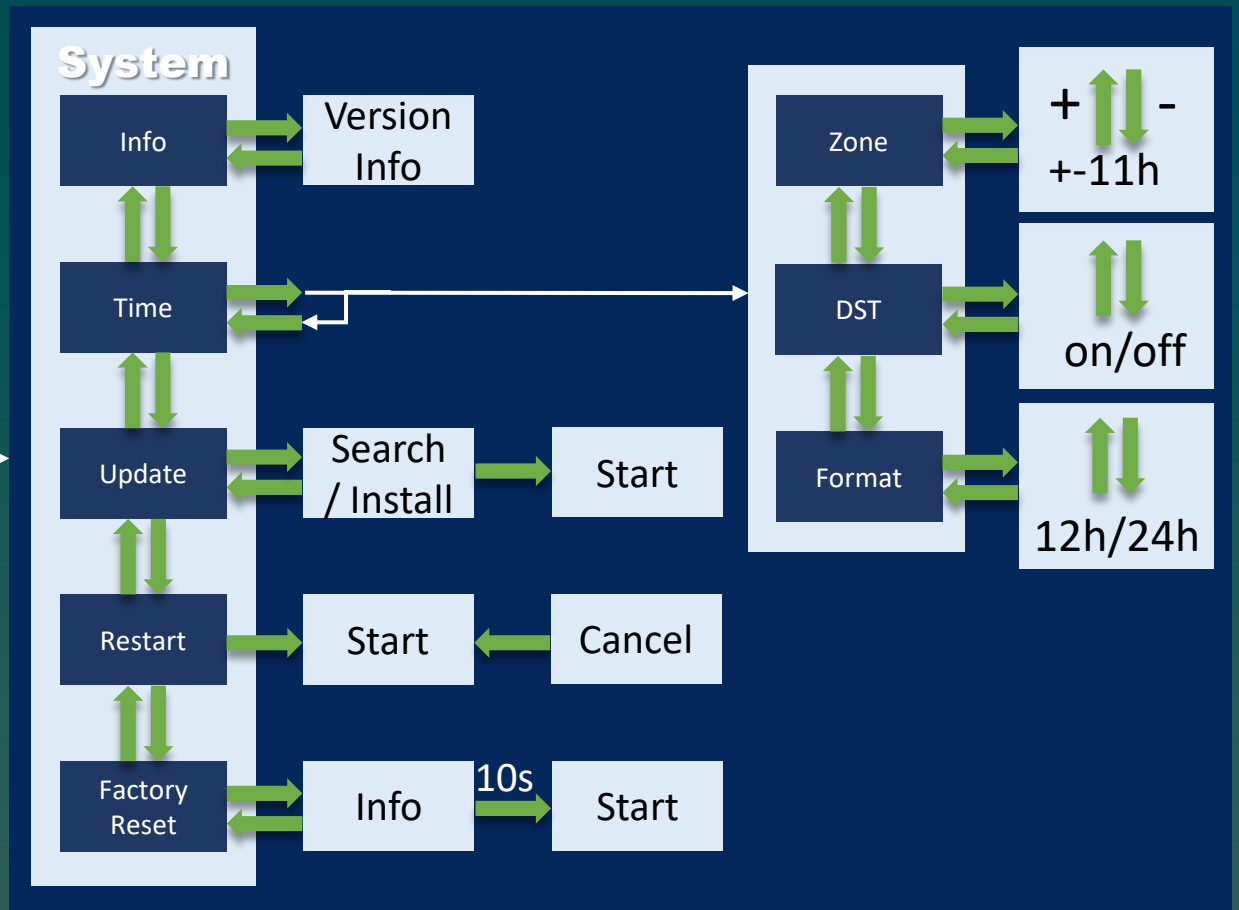 System
Info
Version
Info
Time
Update
Search
/ Install
Start
Restart
Start
Cancel
Factory
Reset
Info
10s
Start
Zone
+ -
+-11h
DST
on/off
Format
12h/24h